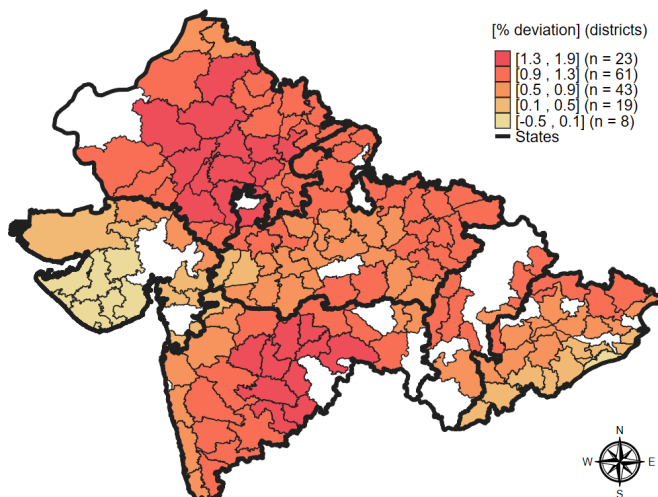 [% deviation] (districts)
[1.3 , 1.9] (n = 23)
[0.9 , 1.3] (n = 61)
[0.5 , 0.9] (n = 43)
[0.1 , 0.5] (n = 19)
[-0.5 , 0.1] (n = 8)
States
N
W E
S